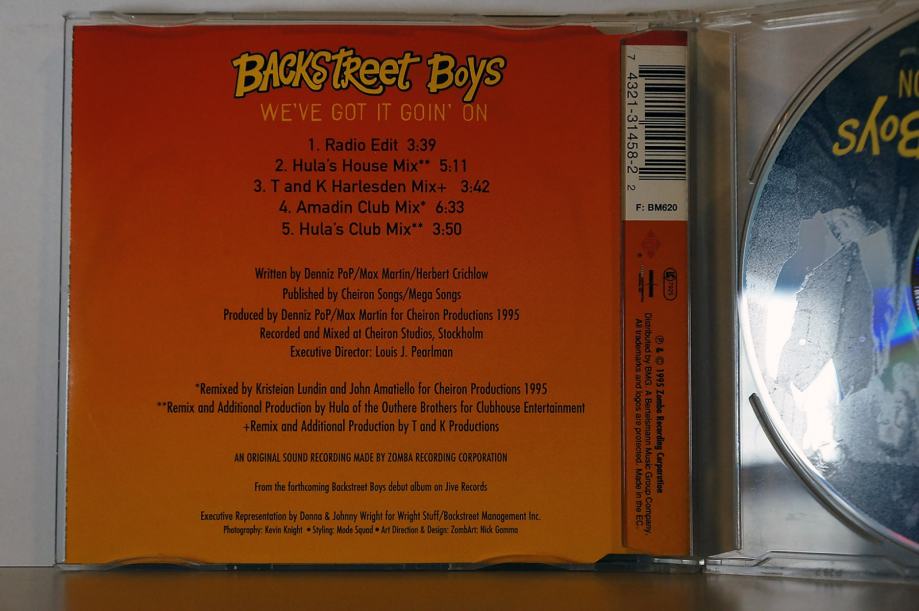 BACKSTREET BOYS
WE'VE GOT IT GOIN' ON
1. Radio Edit 3:39
2. Hula's House Mix** 5:11
3. T and K Harlesden Mix+ 3:42
4. Amadin Club Mix* 6:33
5. Hula's Club Mix** 3:50
Written by Denniz PoP/Max Martin/Herbert Crichlow
Published by Cheiron Songs/Mega Songs
Produced by Denniz PoP/Max Martin for Cheiron Productions 1995
Recorded and Mixed at Cheiron Studios, Stockholm
Executive Director: Louis J. Pearlman
*Remixed by Kristeian Lundin and John Amatiello for Cheiron Productions 1995
**Remix and Additional Production by Hula of the Outhere Brothers for Clubhouse Entertainment
+Remix and Additional Production by T and K Productions
AN ORIGINAL SOUND RECORDING MADE BY ZOMBA RECORDING CORPORATION
From the forthcoming Backstreet Boys debut album on Jive Records
Executive Representation by Donna & Johnny Wright for Wright Stuff/Backstreet Management Inc.
Photography: Kevin Knight • Styling: Mode Squad • Art Direction & Design: ZombArt: Nick Gamma
7 4321-31458-2 2
F: BM620
℗ & © 1995 Zomba Recording Corporation
Distributed by BMG. A Bertelsmann Music Group Company.
All trademarks and logos are protected. Made in the EC.
ON
Boys